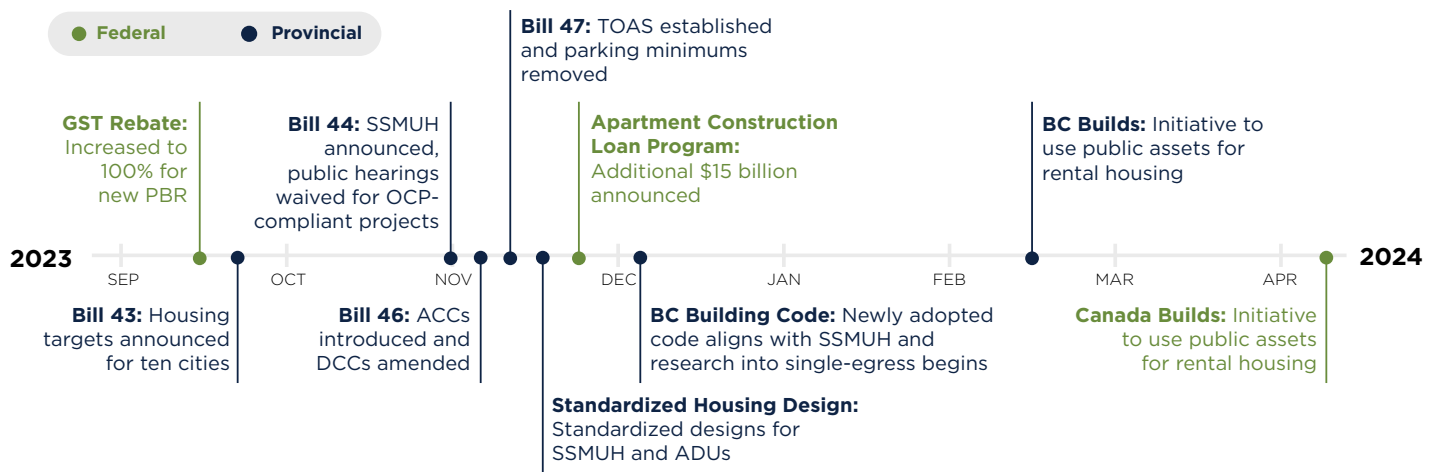 Federal
Provincial
Bill 47: TOAS established
and parking minimums
removed
GST Rebate:
Increased to
100% for
new PBR
Bill 44: SSMUH
announced,
public hearings
waived for OCP-
compliant projects
Apartment Construction
Loan Program:
Additional $15 billion
announced
BC Builds: Initiative to
use public assets for
rental housing
2023
SEP
OCT
NOV
DEC
JAN
FEB
MAR
APR
2024
Bill 43: Housing
targets announced
for ten cities
Bill 46: ACCs
introduced and
DCCs amended
BC Building Code: Newly adopted
code aligns with SSMUH and
research into single-egress begins
Canada Builds: Initiative
to use public assets
for rental housing
Standardized Housing Design:
Standardized designs for
SSMUH and ADUs